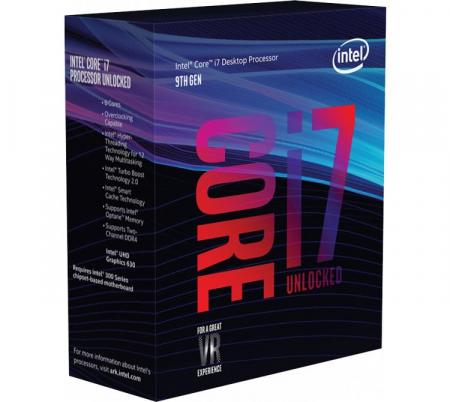 INTEL® CORE™ i7
PROCESSOR UNLOCKED
• 8 Cores
• Overclocking
Capable
• Intel® Hyper-
Threading
Technology for 12
Way Multitasking
• Intel® Turbo Boost
Technology 2.0
• Intel® Smart
Cache Technology
• Supports Intel®
Optane™ Memory
• Supports Two-
Channel DDR4
Intel® UHD
Graphics 630
Requires Intel® 300 Series
chipset-based motherboard
For more information about Intel®
processors, visit ark.intel.com
Intel® Core™ i7 Desktop Processor
9TH GEN
intel
CORE i7
UNLOCKED
FOR A GREAT
VR
EXPERIENCE